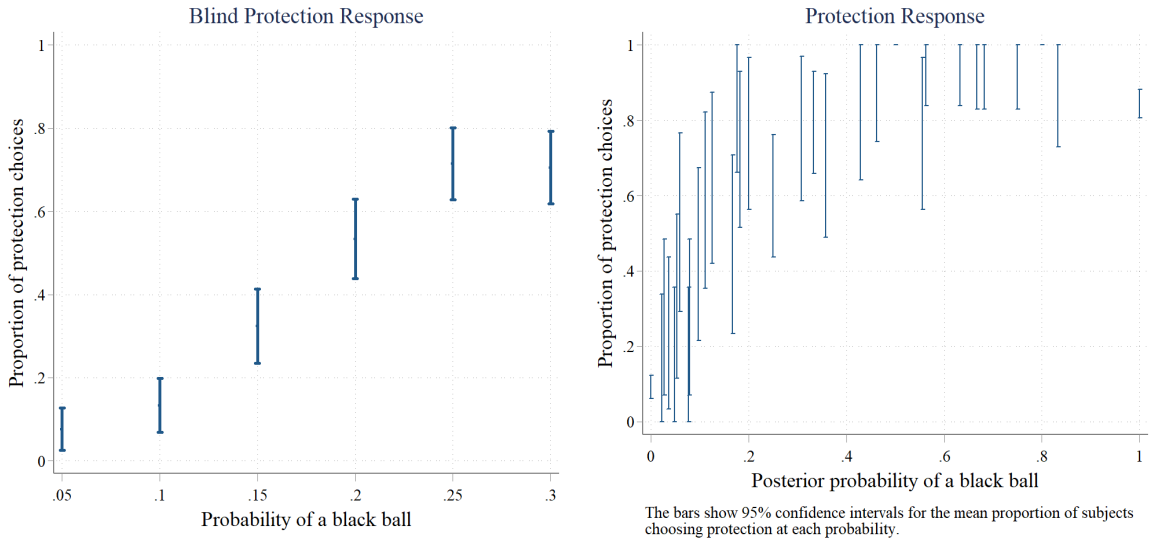 Blind Protection Response
Proportion of protection choices
1
.8
.6
.4
.2
0
.05 .1 .15 .2 .25 .3
Probability of a black ball
Protection Response
Proportion of protection choices
1
.8
.6
.4
.2
0
0 .2 .4 .6 .8 1
Posterior probability of a black ball
The bars show 95% confidence intervals for the mean proportion of subjects
choosing protection at each probability.